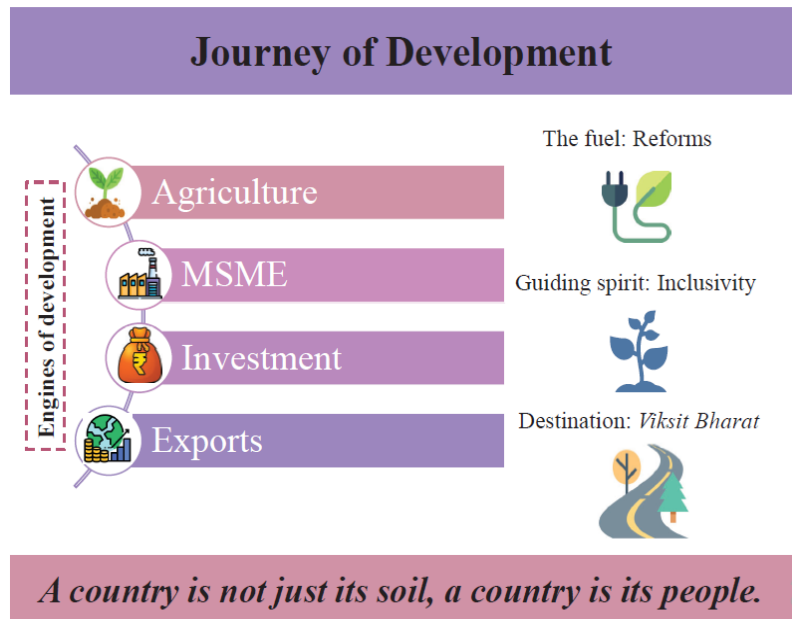 Journey of Development
Engines of development
Agriculture
MSME
Investment
Exports
The fuel: Reforms
Guiding spirit: Inclusivity
Destination: Viksit Bharat
A country is not just its soil, a country is its people.